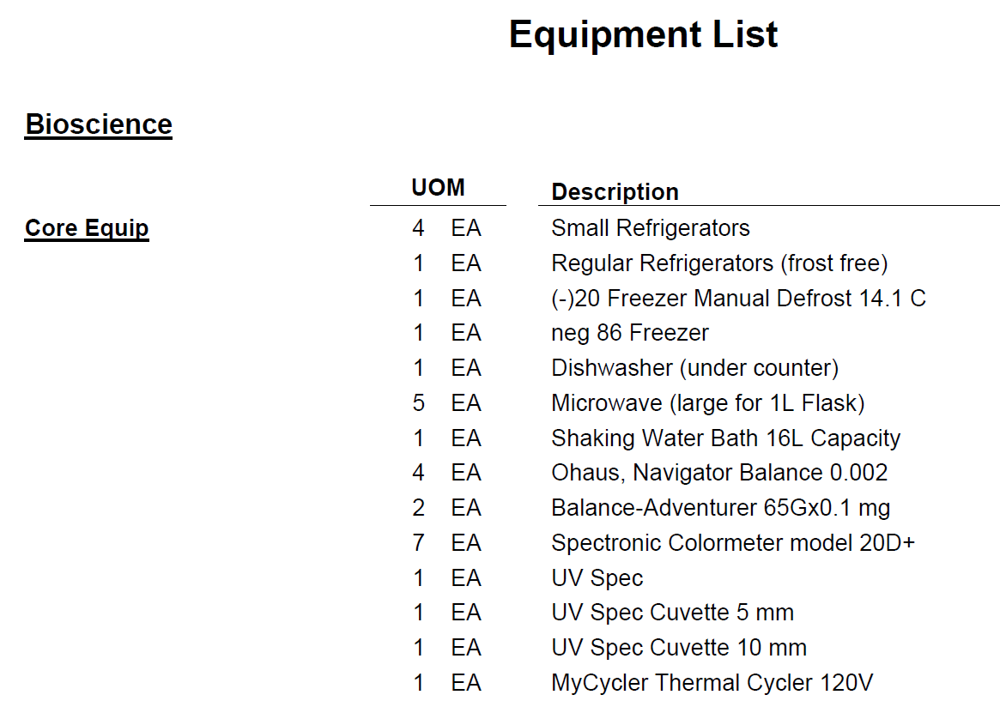 Equipment List
Bioscience
UOM Description
Core Equip 4 EA Small Refrigerators
1 EA Regular Refrigerators (frost free)
1 EA (-)20 Freezer Manual Defrost 14.1 C
1 EA neg 86 Freezer
1 EA Dishwasher (under counter)
5 EA Microwave (large for 1L Flask)
1 EA Shaking Water Bath 16L Capacity
4 EA Ohaus, Navigator Balance 0.002
2 EA Balance-Adventurer 65Gx0.1 mg
7 EA Spectronic Colormeter model 20D+
1 EA UV Spec
1 EA UV Spec Cuvette 5 mm
1 EA UV Spec Cuvette 10 mm
1 EA MyCycler Thermal Cycler 120V